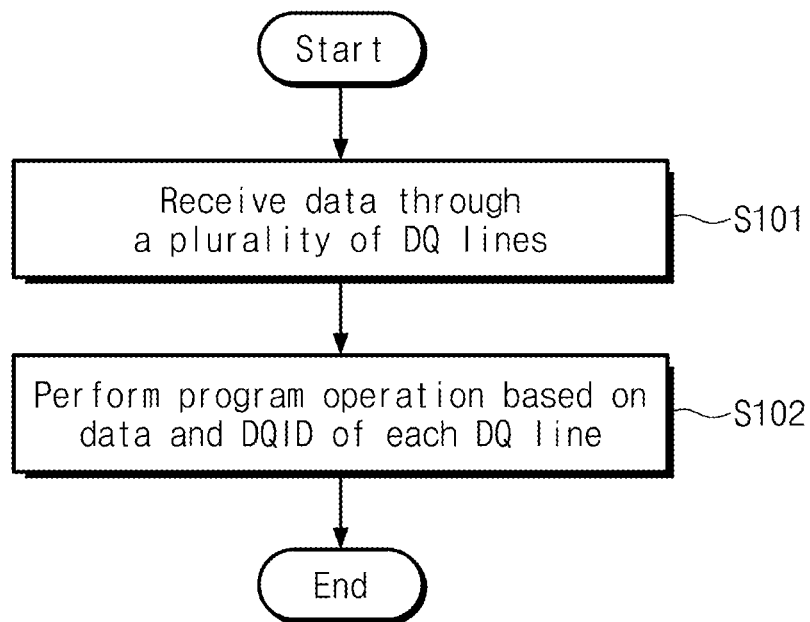 Start
Receive data through
a plurality of DQ lines
S101
Perform program operation based on
data and DQID of each DQ line
S102
End